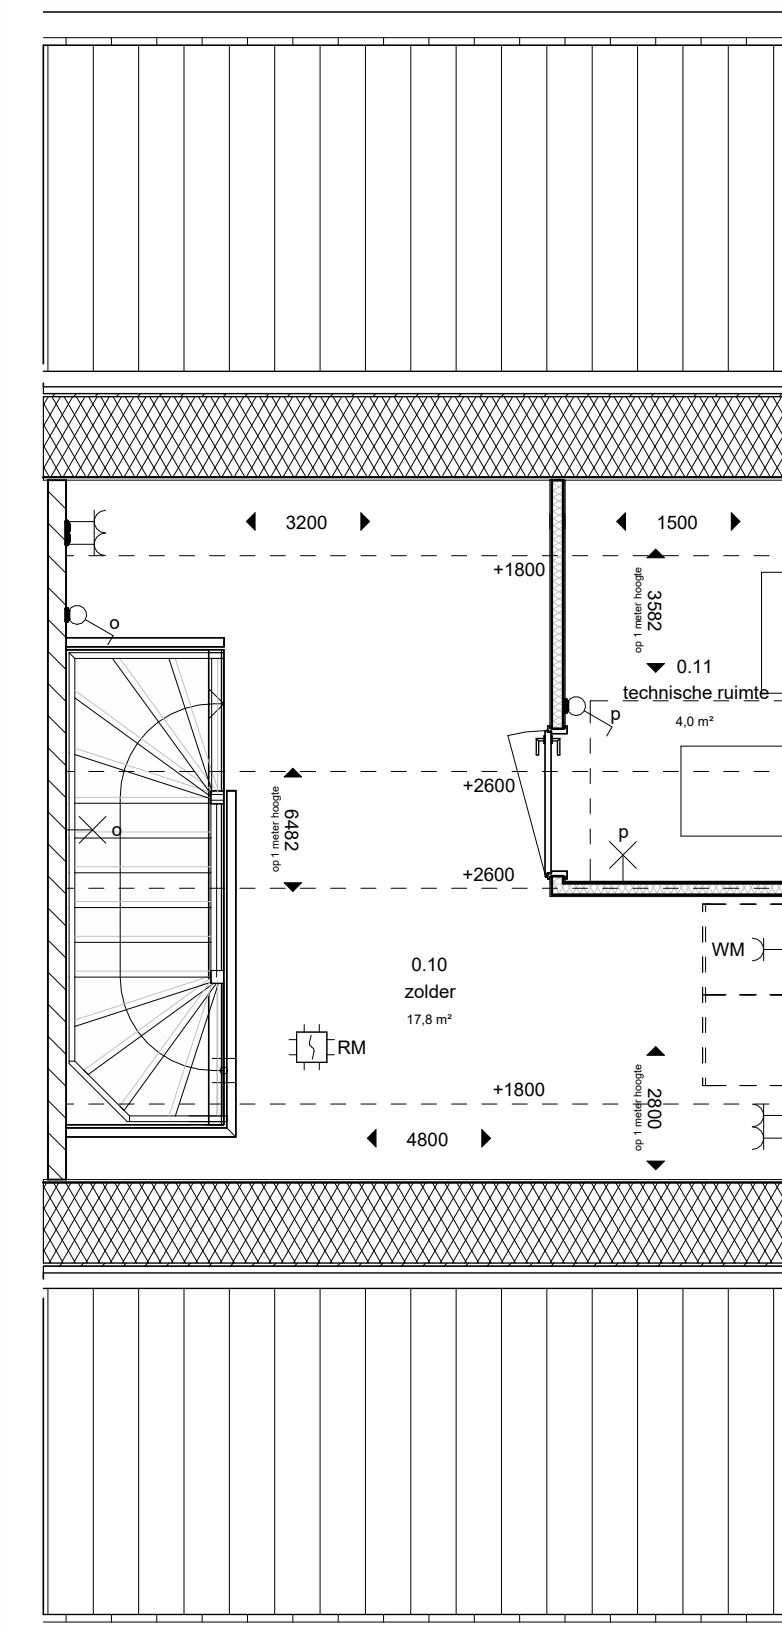 3200
1500
+1800
3582
op 1 meter hoogte
o
0.11
technische ruimte
4,0 m²
p
+2600
6482
op 1 meter hoogte
o
p
+2600
WM
0.10
zolder
17,8 m²
RM
+1800
2800
op 1 meter hoogte
4800